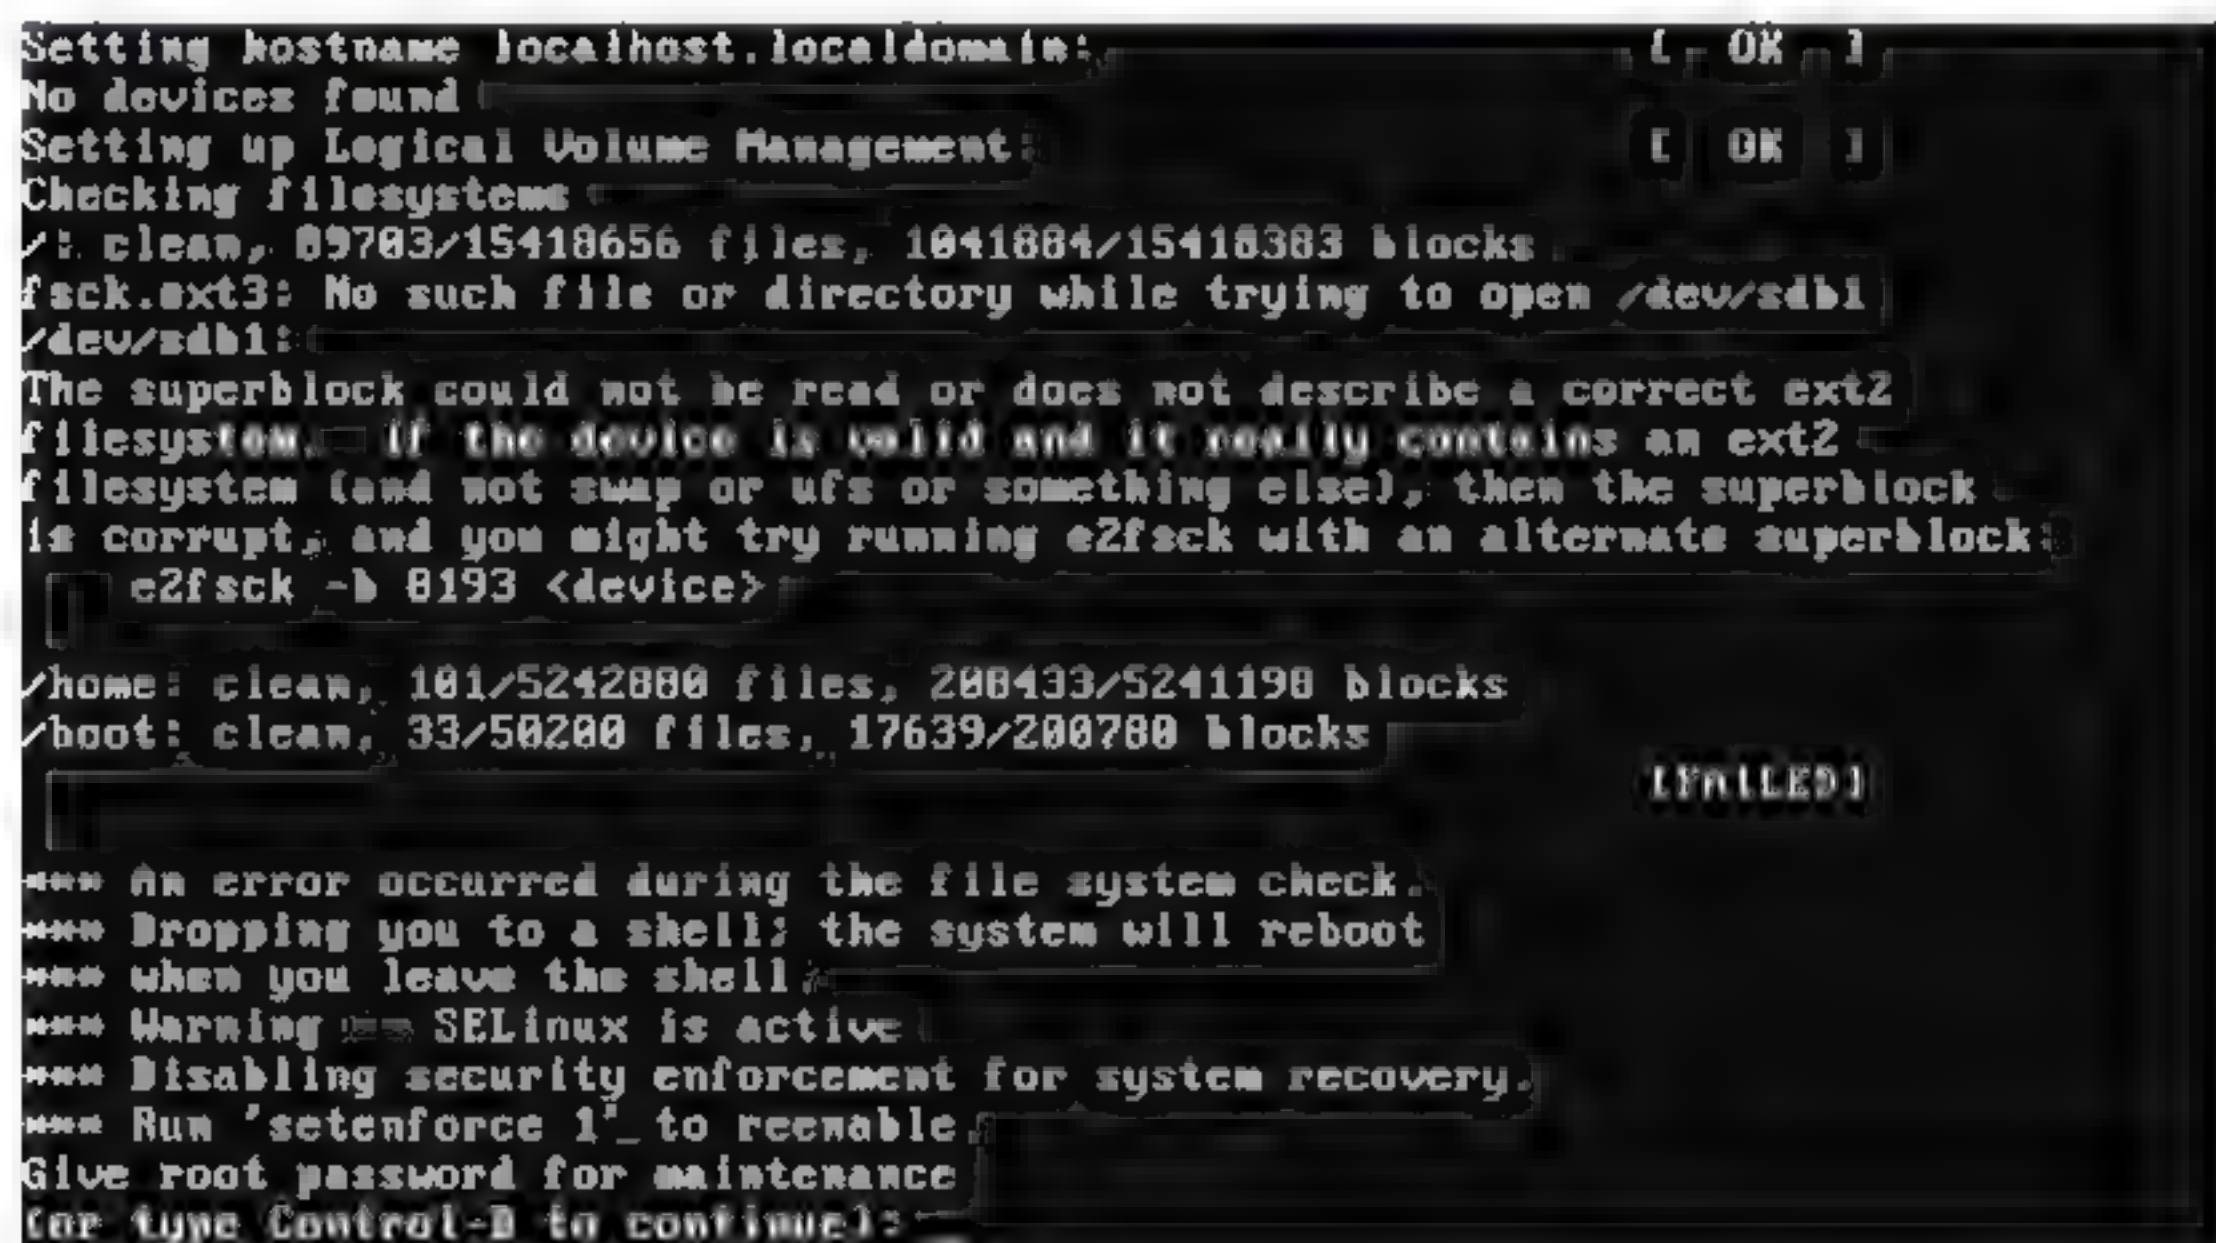 Setting hostname localhost.localdomain: [ OK ]
No devices found
Setting up Logical Volume Management: [ OK ]
Checking filesystems
/: clean, 89703/15418656 files, 1041884/15418383 blocks
fsck.ext3: No such file or directory while trying to open /dev/sdb1
/dev/sdb1:
The superblock could not be read or does not describe a correct ext2
filesystem. If the device is valid and it really contains an ext2
filesystem (and not swap or ufs or something else), then the superblock
is corrupt, and you might try running e2fsck with an alternate superblock:
e2fsck -b 8193 <device>
/home: clean, 101/5242880 files, 208433/5241198 blocks
/boot: clean, 33/50200 files, 17639/200780 blocks
[FAILED]
*** An error occurred during the file system check.
*** Dropping you to a shell; the system will reboot
*** when you leave the shell.
*** Warning -- SELinux is active
*** Disabling security enforcement for system recovery.
*** Run 'setenforce 1' to reenable.
Give root password for maintenance
(or type Control-D to continue):